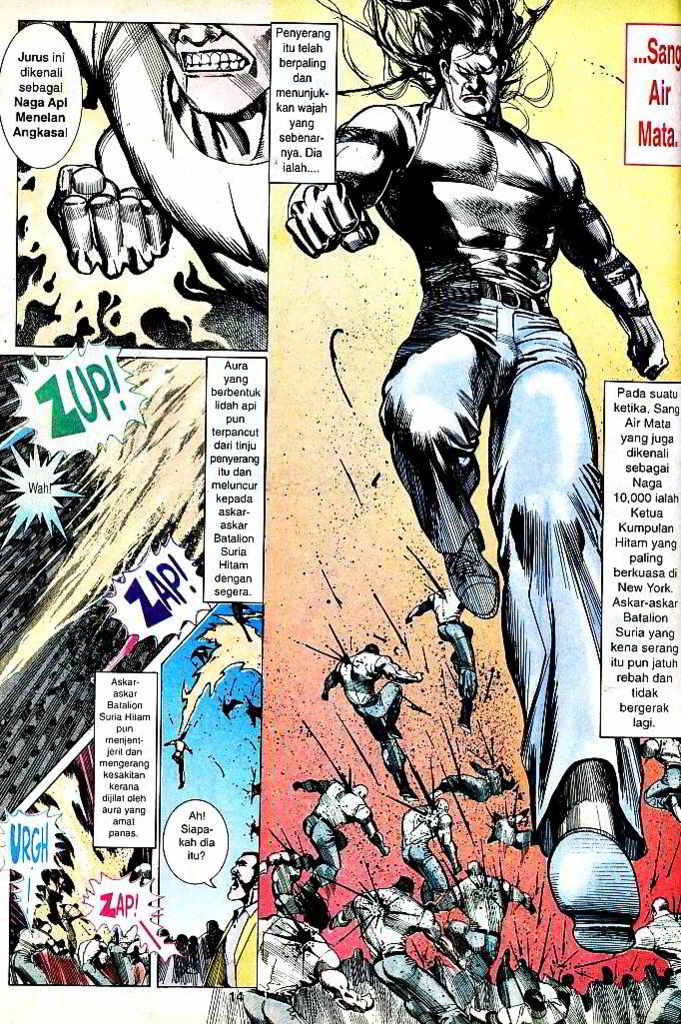 Jurus ini
dikenali
sebagai
Naga Api
Menelan
Angkasa!
Penyerang
itu telah
berpaling
dan
menunjuk-
kan wajah
yang
sebenar-
nya. Dia
ialah....
...Sang
Air
Mata.
ZUP!
Wah!
Aura
yang
berbentuk
lidah api
pun
terpancut
dari tinju
penyerang
itu dan
meluncur
kepada
askar-
askar
Batalion
Suria
Hitam
dengan
segera.
ZAP!
Pada suatu
ketika, Sang
Air Mata
yang juga
dikenali
sebagai
Naga
10,000 ialah
Ketua
Kumpulan
Hitam yang
paling
berkuasa di
New York.
Askar-askar
Batalion
Suria yang
kena serang
itu pun jatuh
rebah dan
tidak
bergerak
lagi.
Askar-
askar
Batalion
Suria Hitam
pun
menjent-
jerit dan
mengerang
kesakitan
kerana
dijilat oleh
aura yang
amat
panas.
Ah!
Siapa-
kah dia
itu?
URGH
!
ZAP!
14